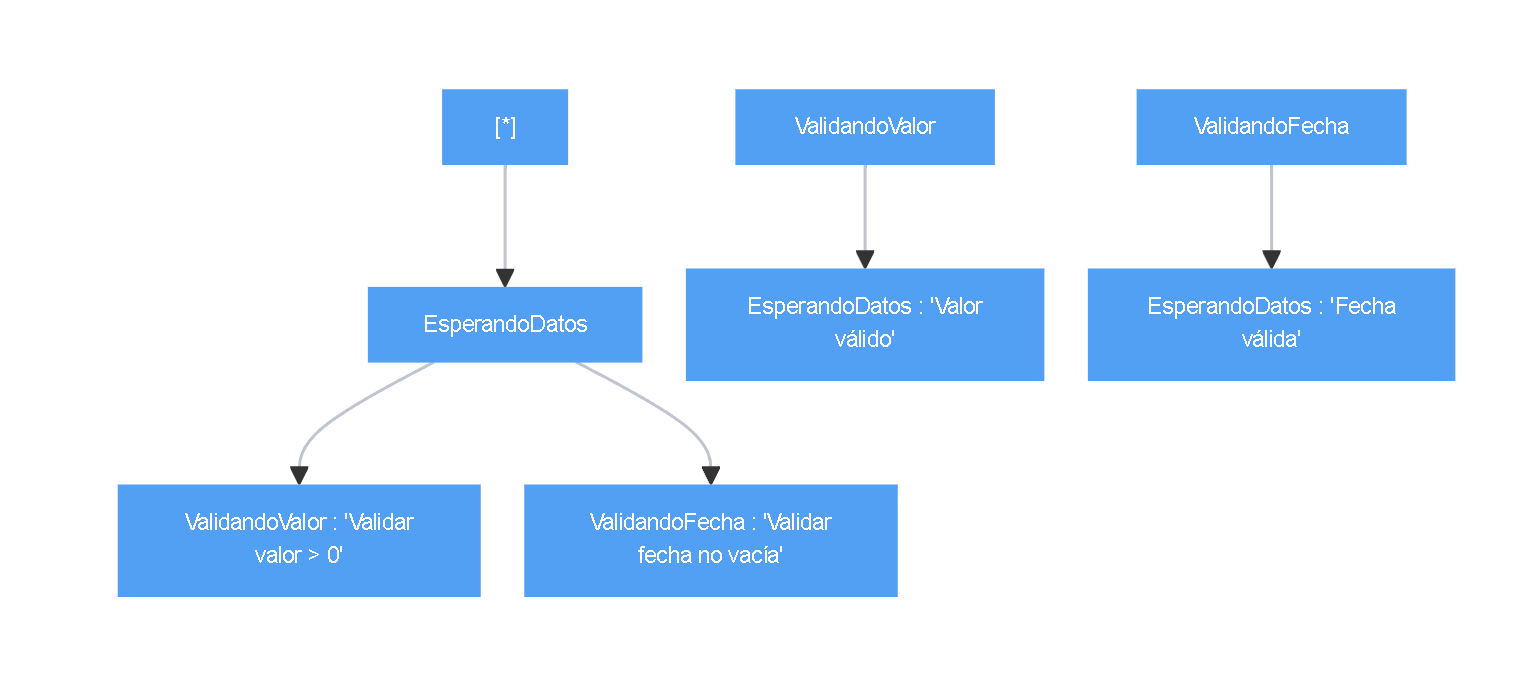 [*]
ValidandoValor
ValidandoFecha
EsperandoDatos
EsperandoDatos : 'Valor
válido'
EsperandoDatos : 'Fecha
válida'
ValidandoValor : 'Validar
valor > 0'
ValidandoFecha : 'Validar
fecha no vacía'